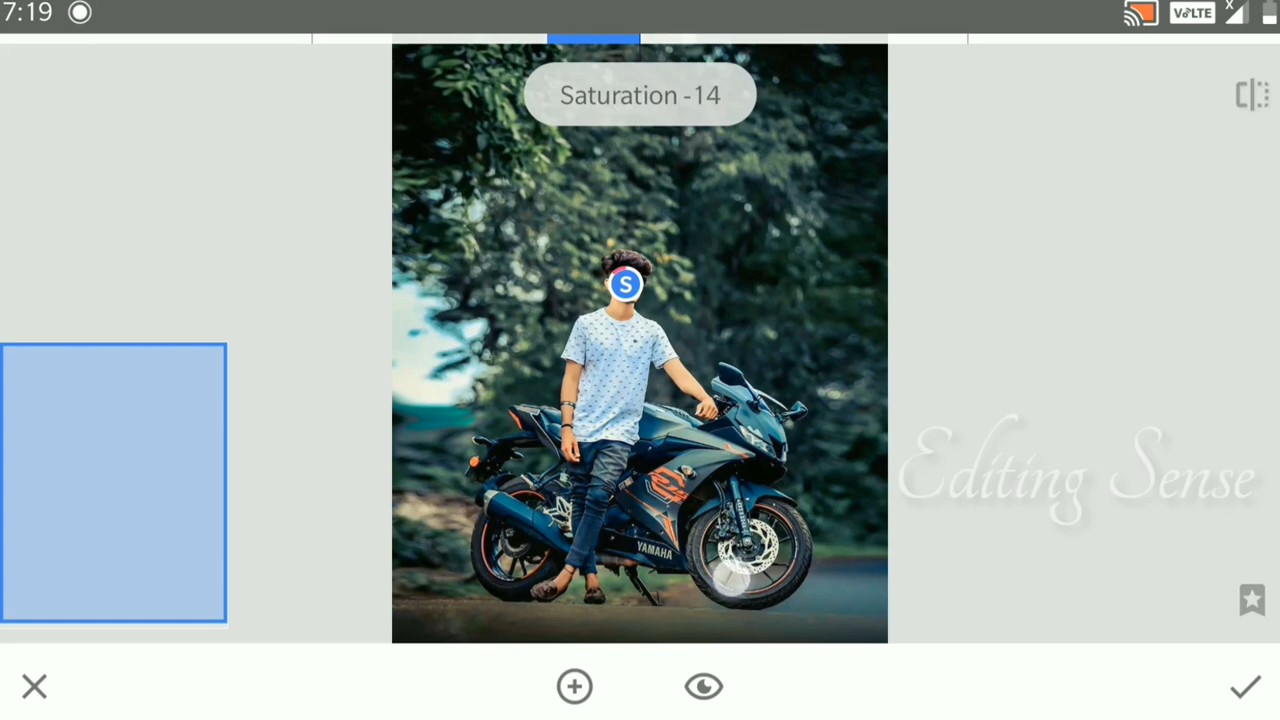 7:19
VoLTE
X
Saturation -14
S
YAMAHA
Editing Sense